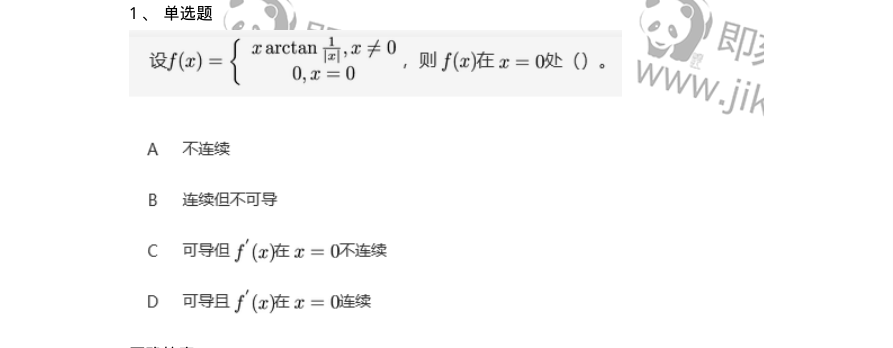 1、 单选题
设f(x) = { x arctan 1/|x|, x ≠ 0
0, x = 0 , 则 f(x)在 x = 0处（）。
A 不连续
B 连续但不可导
C 可导但 f′(x)在 x = 0不连续
D 可导且 f′(x)在 x = 0连续
www.jik